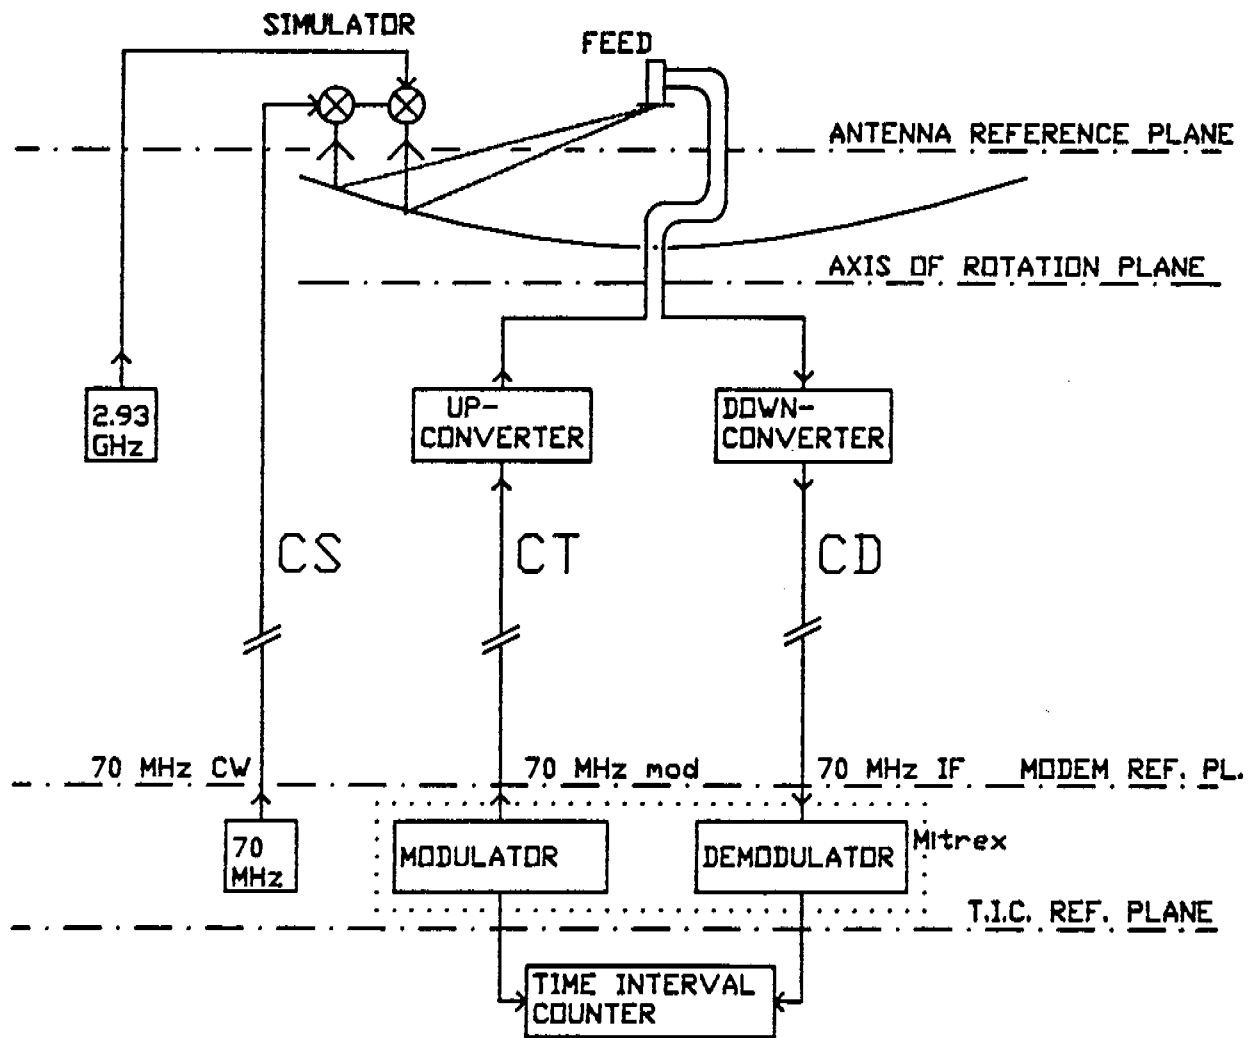 SIMULATOR
FEED
ANTENNA REFERENCE PLANE
AXIS OF ROTATION PLANE
2.93
GHz
UP-
CONVERTER
DOWN-
CONVERTER
CS
CT
CD
70 MHz CW
70 MHz mod
70 MHz IF
MODEM REF. PL.
70
MHz
MODULATOR
DEMODULATOR
Mitrex
T.I.C. REF. PLANE
TIME INTERVAL
COUNTER